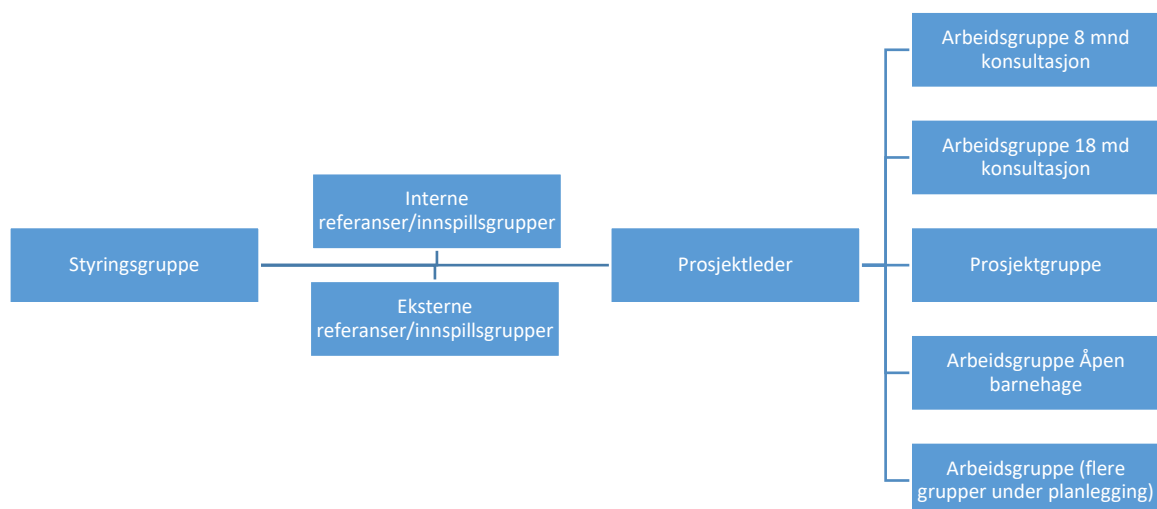 Styringsgruppe
Interne
referanser/innspillsgrupper
Eksterne
referanser/innspillsgrupper
Prosjektleder
Arbeidsgruppe 8 mnd
konsultasjon
Arbeidsgruppe 18 md
konsultasjon
Prosjektgruppe
Arbeidsgruppe Åpen
barnehage
Arbeidsgruppe (flere
grupper under planlegging)